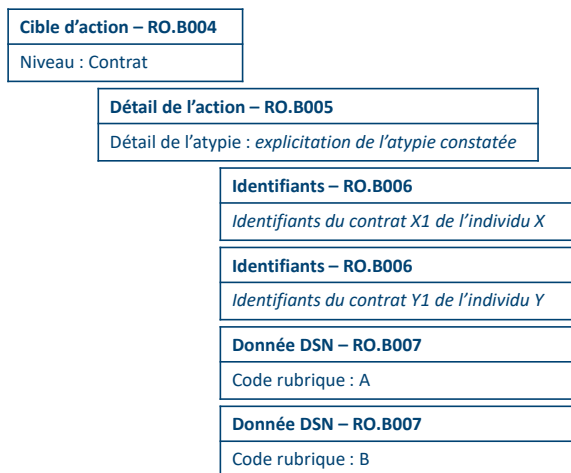 Cible d’action – RO.B004
Niveau : Contrat
Détail de l’action – RO.B005
Détail de l’atypie : explicitation de l’atypie constatée
Identifiants – RO.B006
Identifiants du contrat X1 de l’individu X
Identifiants – RO.B006
Identifiants du contrat Y1 de l’individu Y
Donnée DSN – RO.B007
Code rubrique : A
Donnée DSN – RO.B007
Code rubrique : B